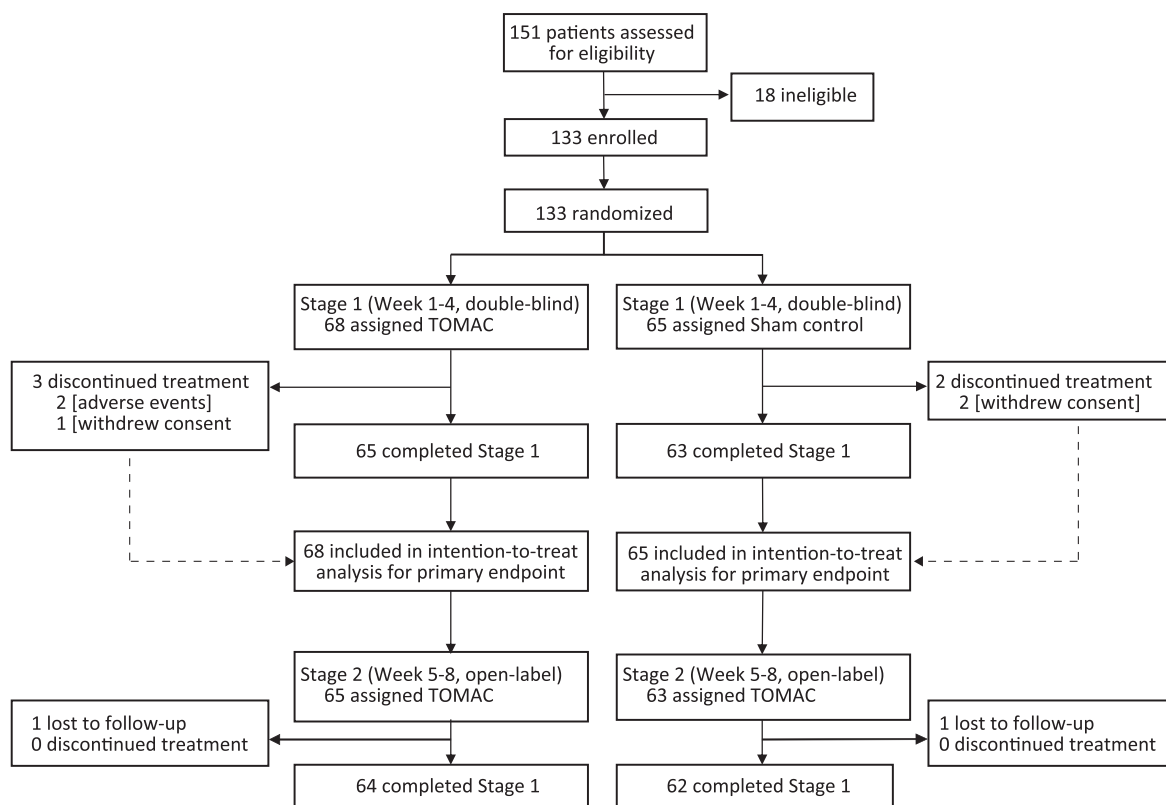 151 patients assessed
for eligibility
18 ineligible
133 enrolled
133 randomized
Stage 1 (Week 1-4, double-blind)
68 assigned TOMAC
Stage 1 (Week 1-4, double-blind)
65 assigned Sham control
3 discontinued treatment
2 [adverse events]
1 [withdrew consent
2 discontinued treatment
2 [withdrew consent]
65 completed Stage 1
63 completed Stage 1
68 included in intention-to-treat
analysis for primary endpoint
65 included in intention-to-treat
analysis for primary endpoint
Stage 2 (Week 5-8, open-label)
65 assigned TOMAC
Stage 2 (Week 5-8, open-label)
63 assigned TOMAC
1 lost to follow-up
0 discontinued treatment
1 lost to follow-up
0 discontinued treatment
64 completed Stage 1
62 completed Stage 1